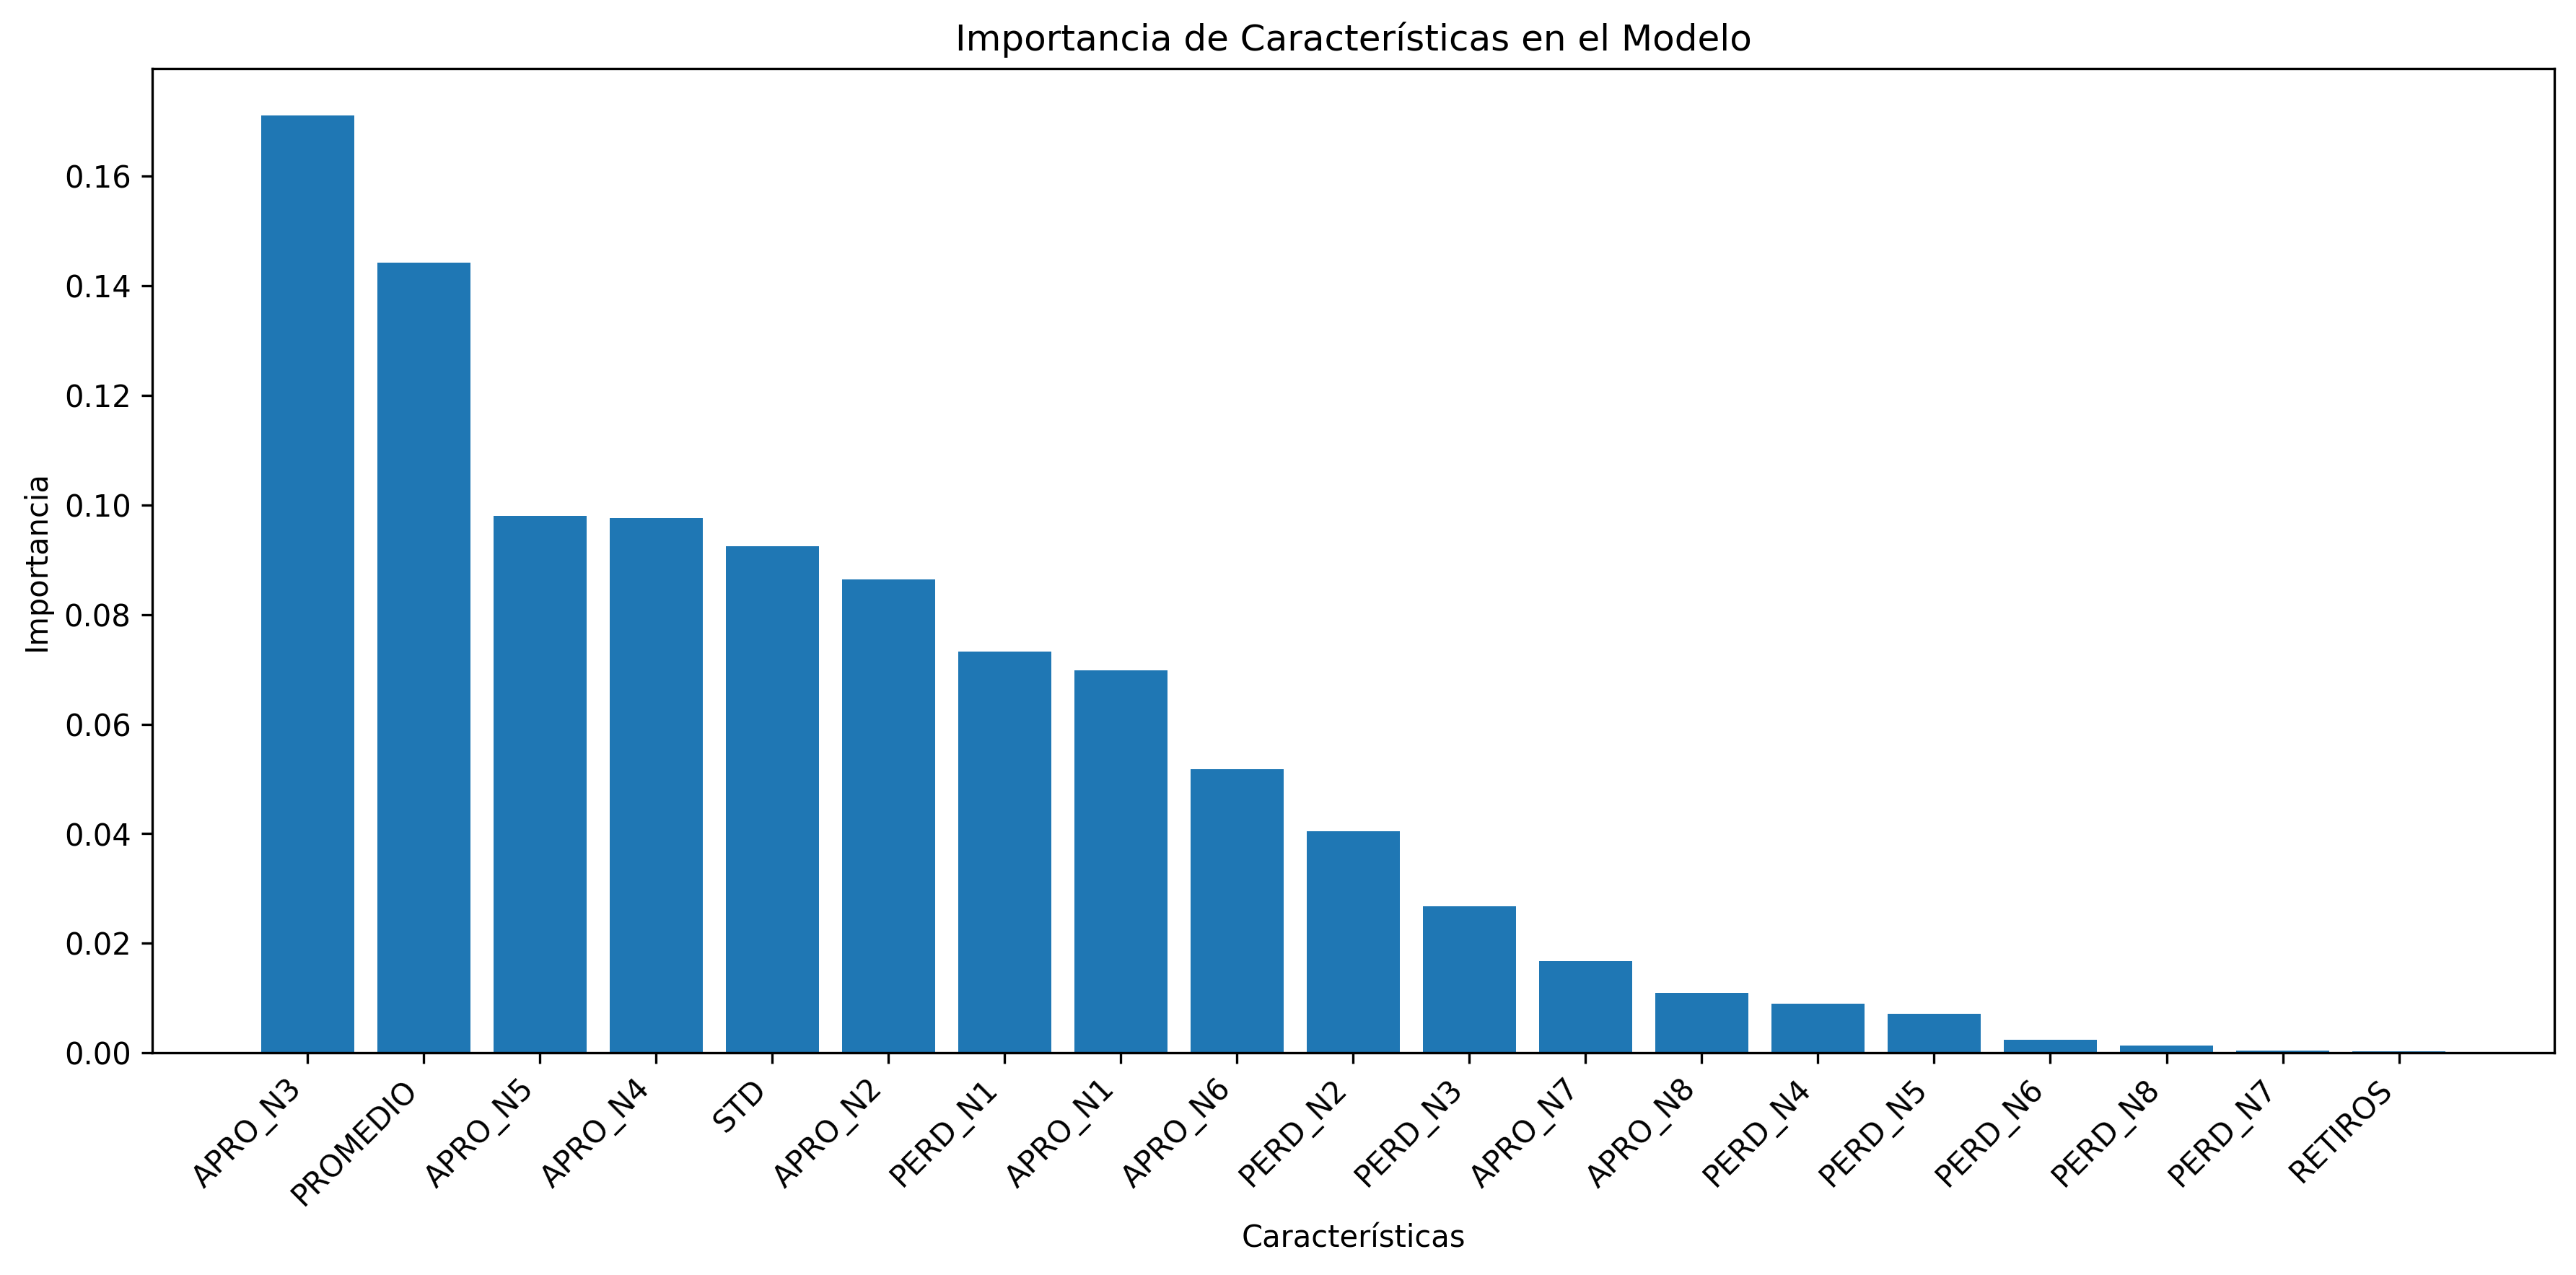 Importancia de Características en el Modelo
Importancia
0.16
0.14
0.12
0.10
0.08
0.06
0.04
0.02
0.00
APRO_N3
PROMEDIO
APRO_N5
APRO_N4
STD
APRO_N2
PERD_N1
APRO_N1
APRO_N6
PERD_N2
PERD_N3
APRO_N7
APRO_N8
PERD_N4
PERD_N5
PERD_N6
PERD_N8
PERD_N7
RETIROS
Características